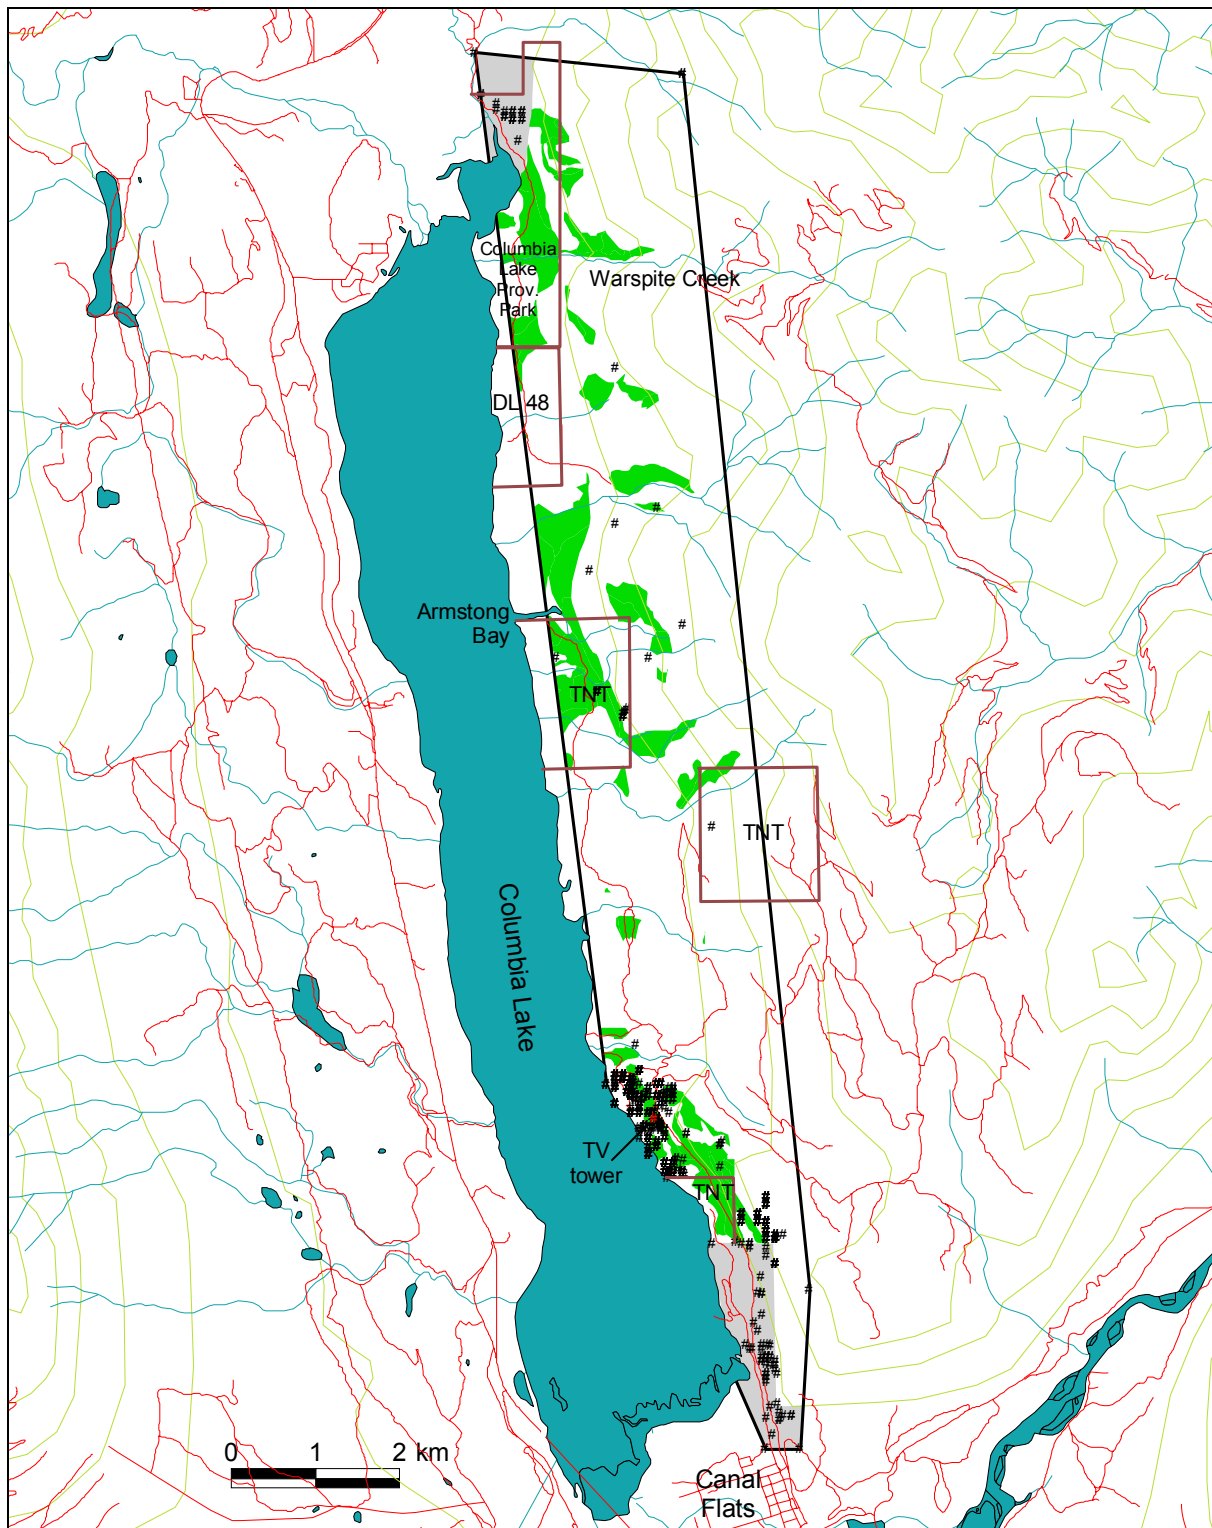 Columbia
Lake
Prov.
Park
Warspite Creek
DL 48
Armstong
Bay
TNT
TNT
Columbia Lake
TV
tower
TNT
0 1 2 km
Canal
Flats